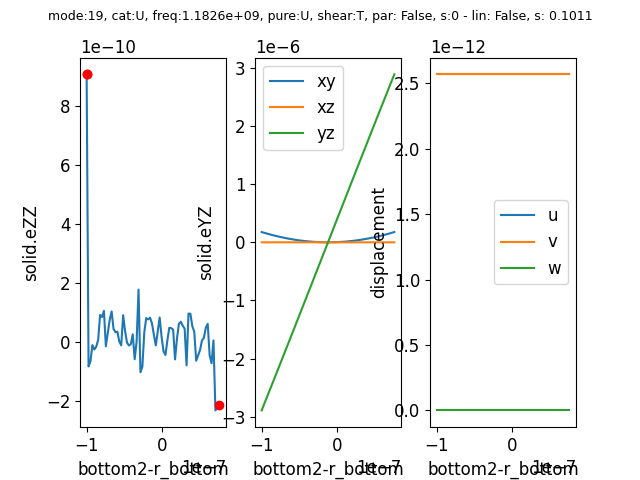 mode:19, cat:U, freq:1.1826e+09, pure:U, shear:T, par: False, s:0 - lin: False, s: 0.1011
1e−10
1e−6
1e−12
solid.eZZ
8
6
4
2
0
−2
−1
0
1e−7
bottom2-r_bottom
solid.eYZ
3
2
1
0
−1
−2
−3
xy
xz
yz
−1
0
1e−7
bottom2-r_bottom
displacement
2.5
2.0
1.5
1.0
0.5
0.0
u
v
w
−1
0
1e−7
bottom2-r_bottom